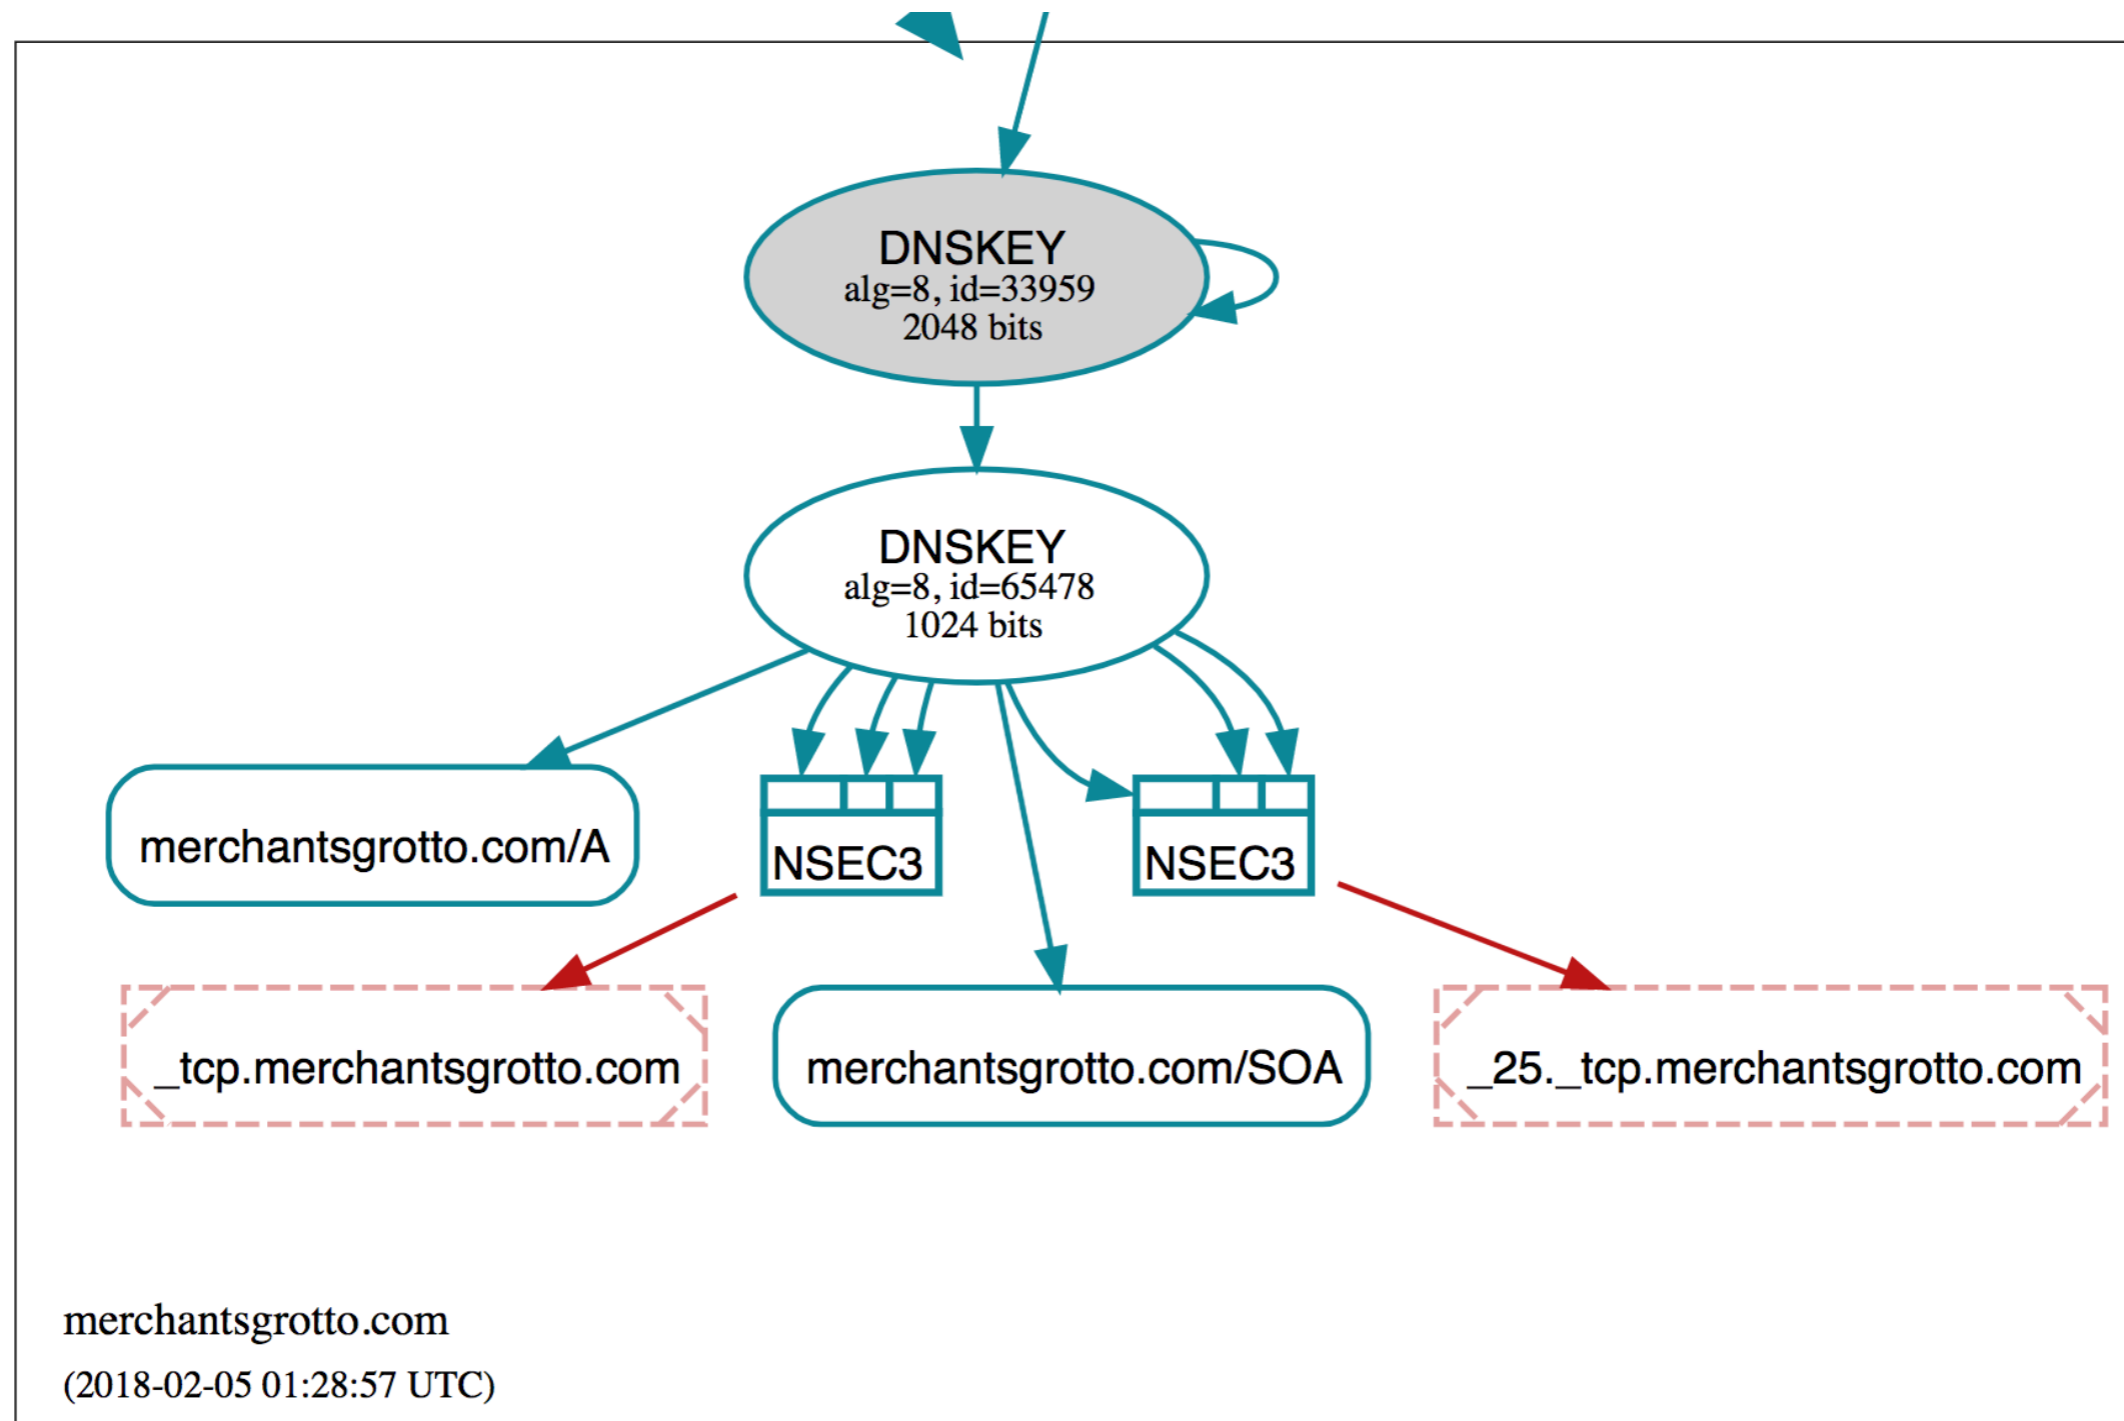 DNSKEY
alg=8, id=33959
2048 bits
DNSKEY
alg=8, id=65478
1024 bits
merchantsgrotto.com/A
NSEC3
NSEC3
_tcp.merchantsgrotto.com
merchantsgrotto.com/SOA
_25._tcp.merchantsgrotto.com
merchantsgrotto.com
(2018-02-05 01:28:57 UTC)